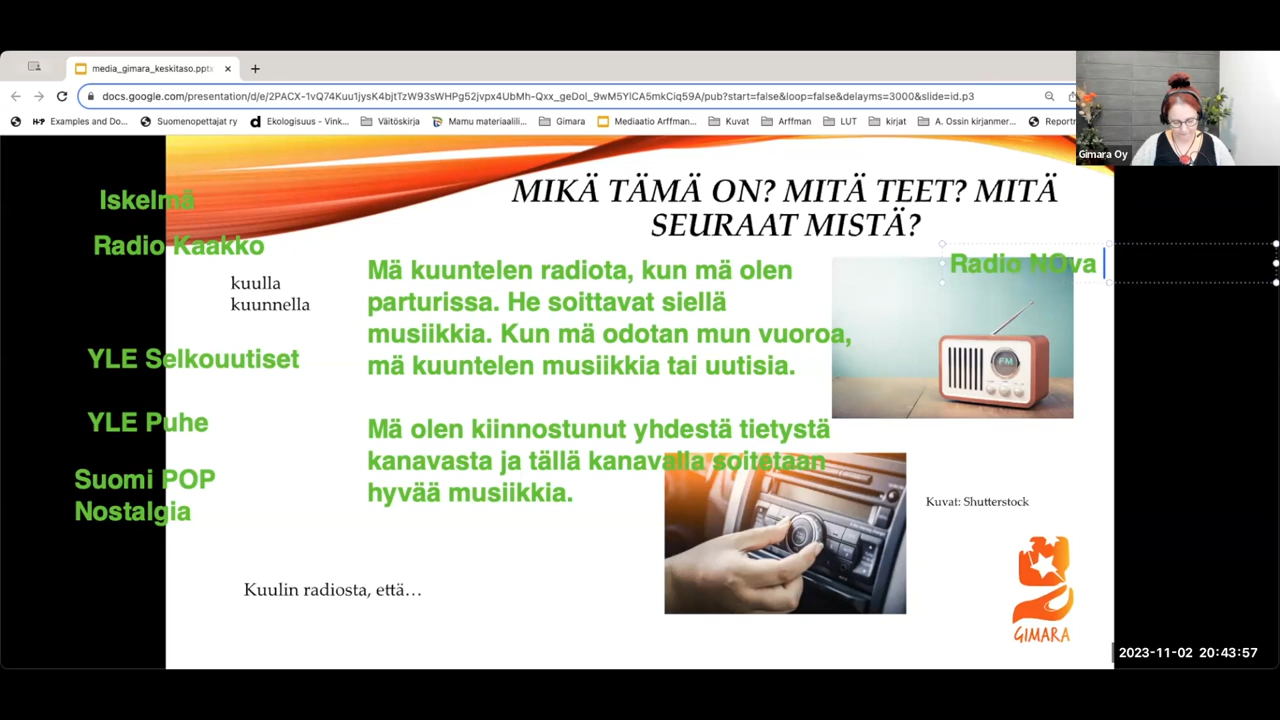 media_gimara_keskitaso.pptx
docs.google.com/presentation/d/e/2PACX-1vQ74Kuu1jysK4bjtTzW93sWHPg52jvpx4UbMh-Qxx_geDol_9wM5YlCA5mkCiq59A/pub?start=false&loop=false&delayms=3000&slide=id.p3
Examples and Do...
Suomenopettajat ry
Ekologisuus - Vink...
Väitöskirja
Mamu materiaalili...
Gimara
Mediaatio Arffman...
Kuvat
Arffman
LUT
kirjat
A. Ossin kirjanmer...
Reportr
Gimara Oy
MIKÄ TÄMÄ ON? MITÄ TEET? MITÄ
SEURAAT MISTÄ?
Iskelmä
Radio Kaakko
kuulla
kuunnella
YLE Selkouutiset
YLE Puhe
Suomi POP
Nostalgia
Mä kuuntelen radiota, kun mä olen
parturissa. He soittavat siellä
musiikkia. Kun mä odotan mun vuoroa,
mä kuuntelen musiikkia tai uutisia.
Mä olen kiinnostunut yhdestä tietystä
kanavasta ja tällä kanavalla soitetaan
hyvää musiikkia.
Radio NOva
FM
Kuvat: Shutterstock
Kuulin radiosta, että…
GIMARA
2023-11-02 20:43:57